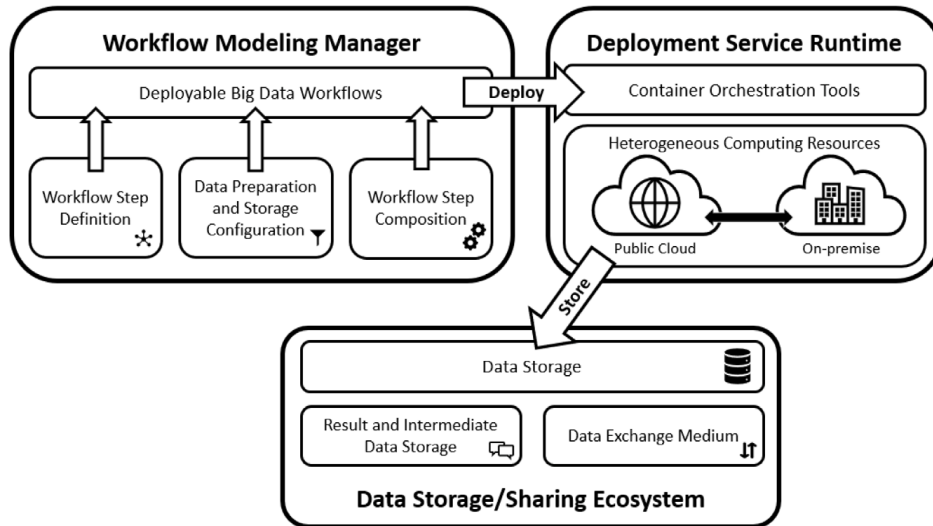 Workflow Modeling Manager
Deployable Big Data Workflows
Workflow Step
Definition
Data Preparation
and Storage
Configuration
Workflow Step
Composition
Deploy
Deployment Service Runtime
Container Orchestration Tools
Heterogeneous Computing Resources
Public Cloud
On-premise
Store
Data Storage
Result and Intermediate
Data Storage
Data Exchange Medium
Data Storage/Sharing Ecosystem